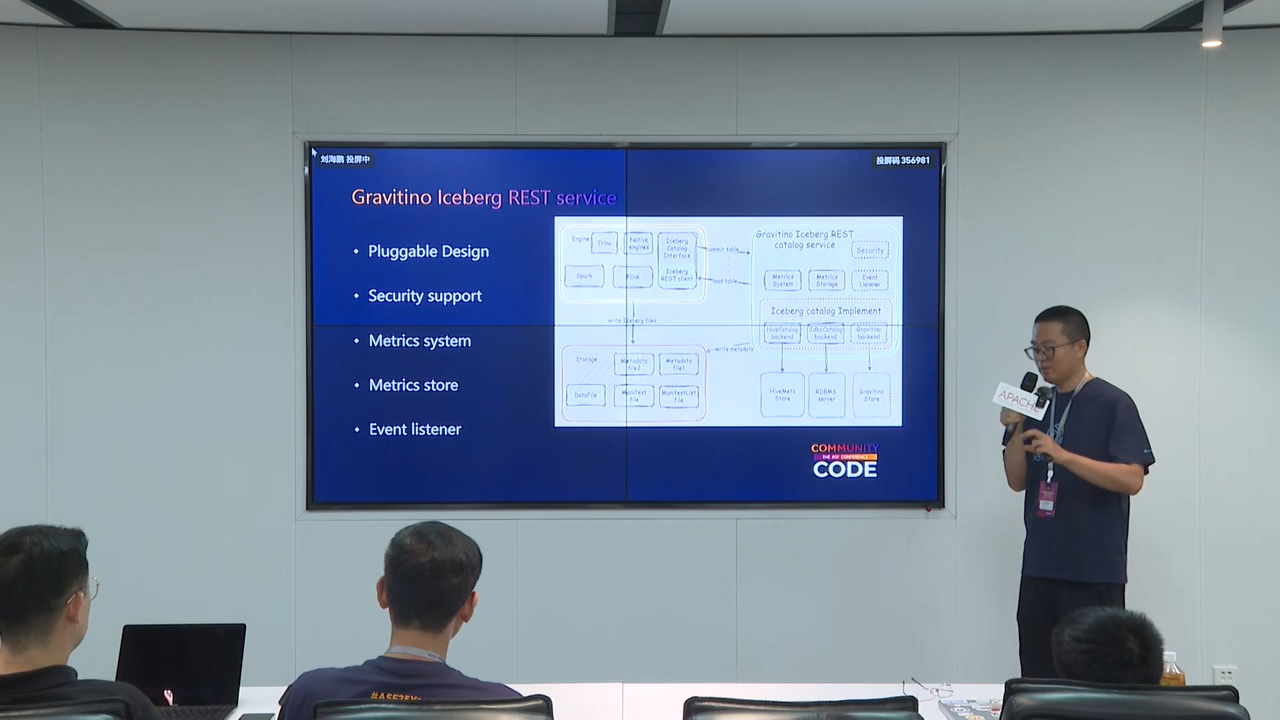 刘海鹏 投屏中
投屏码 356981
Gravitino Iceberg REST service
• Pluggable Design
• Security support
• Metrics system
• Metrics store
• Event listener
Engine
Trino
Native engines
Iceberg Catalog Interface
Spark
Flink
Iceberg REST client
commit table
load table
write Iceberg files
Gravitino Iceberg REST
catalog service
Security
Metrics System
Metrics Storage
Event Listener
Iceberg catalog Implement
HiveCatalog backend
JdbcCatalog backend
Gravitino backend
write metadata
Storage
Metadata file2
Metadata file1
DataFile
Manifest file
ManifestList file
HiveMeta Store
RDBMS server
Gravitino Store
COMMUNITY
THE ASF CONFERENCE
CODE
APACHE